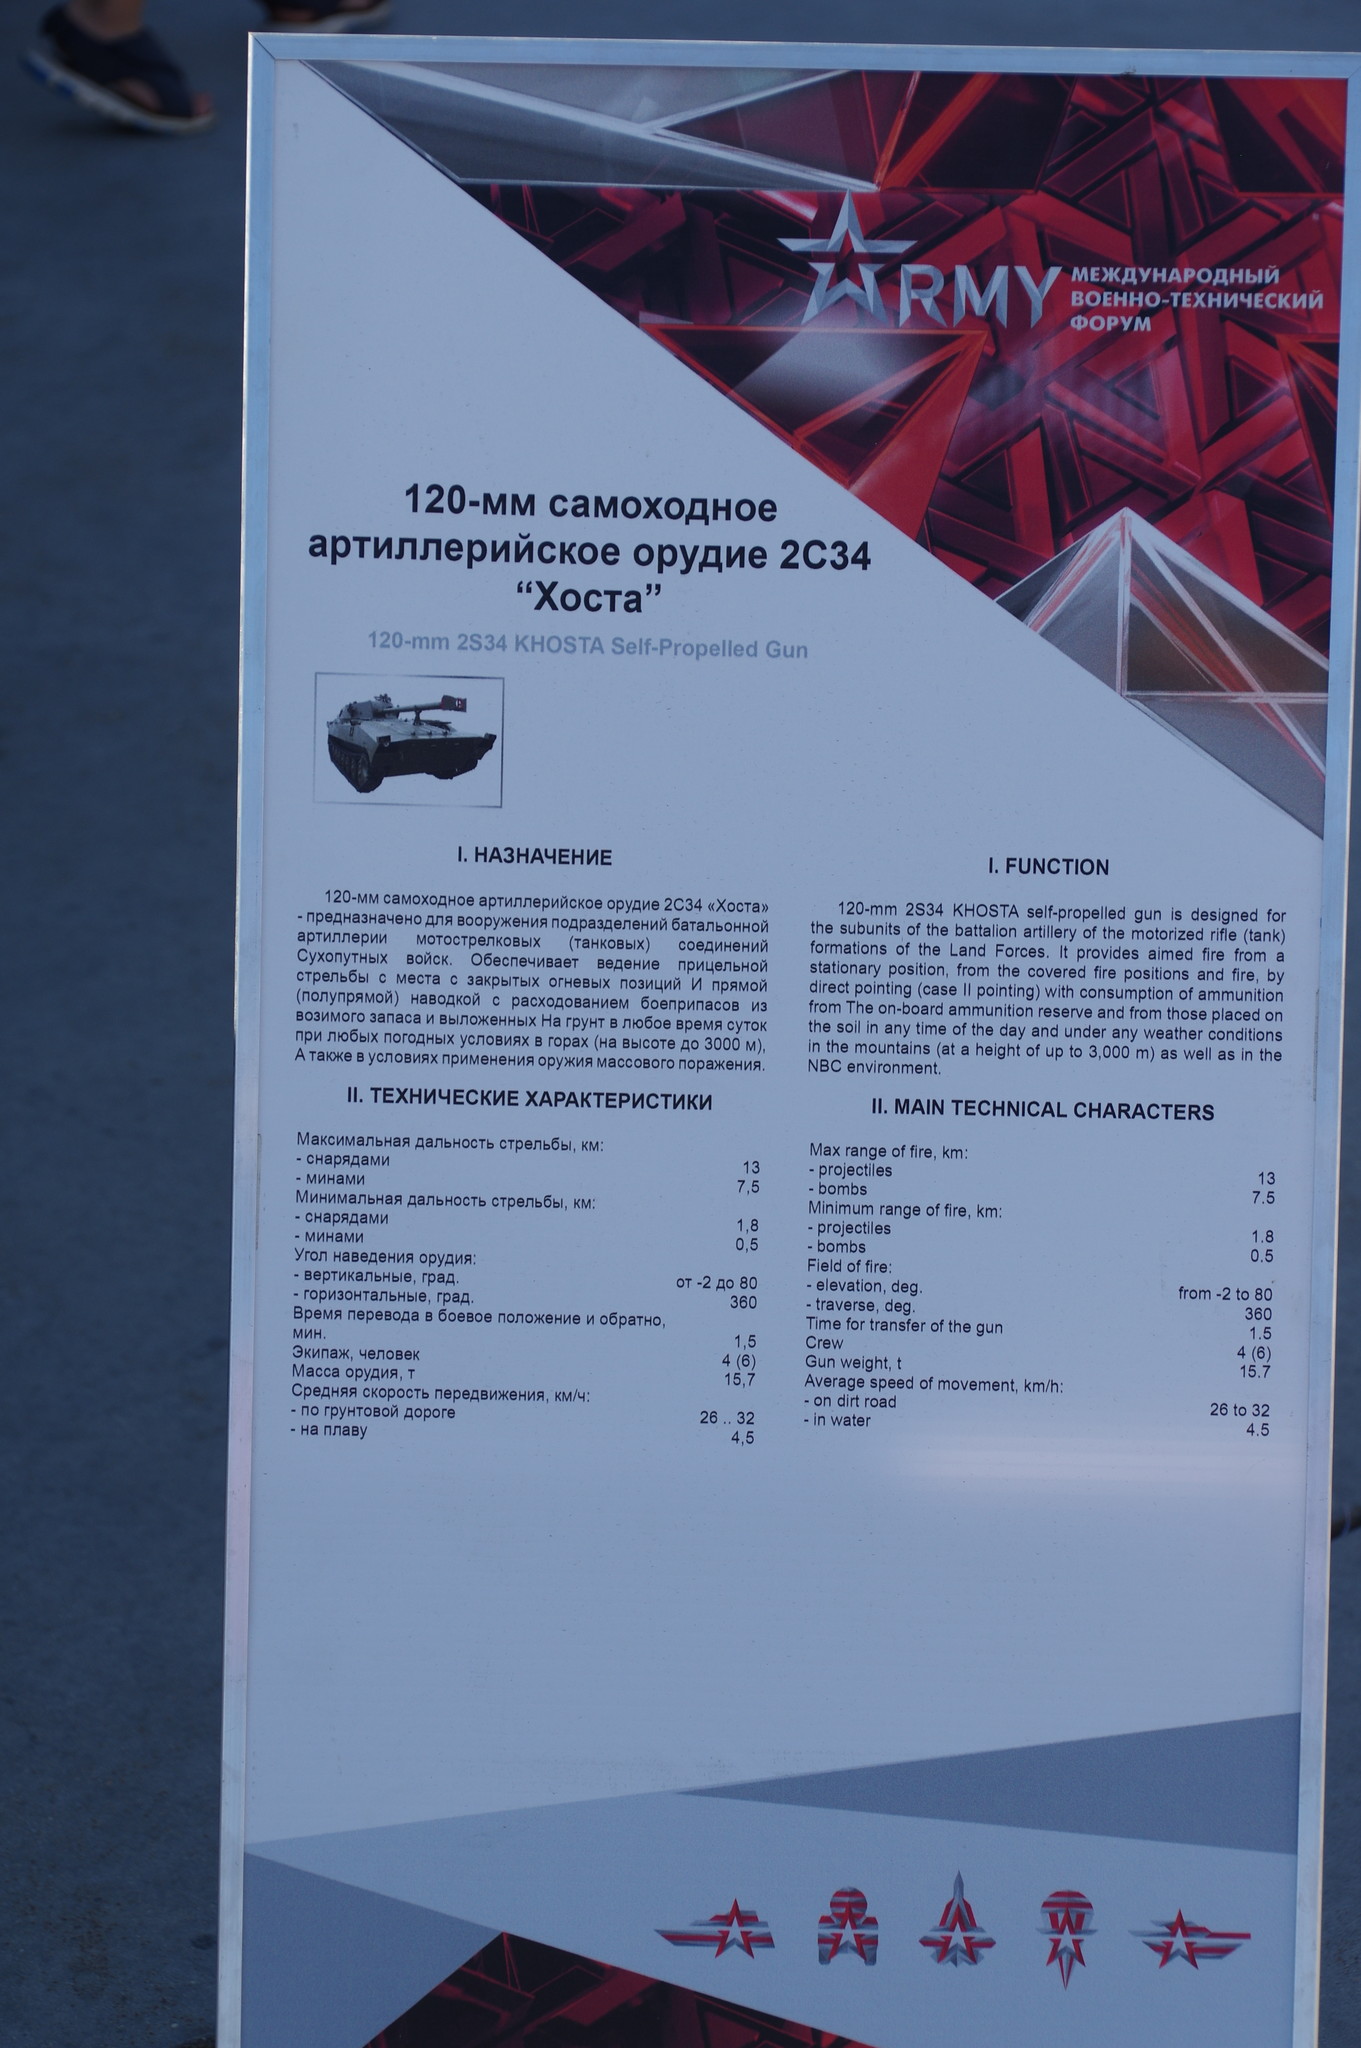 ARMY
МЕЖДУНАРОДНЫЙ
ВОЕННО-ТЕХНИЧЕСКИЙ
ФОРУМ
120-мм самоходное
артиллерийское орудие 2С34
“Хоста”
120-mm 2S34 KHOSTA Self-Propelled Gun
I. НАЗНАЧЕНИЕ
120-мм самоходное артиллерийское орудие 2С34 «Хоста»
- предназначено для вооружения подразделений батальонной
артиллерии мотострелковых (танковых) соединений
Сухопутных войск. Обеспечивает ведение прицельной
стрельбы с места с закрытых огневых позиций И прямой
(полупрямой) наводкой с расходованием боеприпасов из
возимого запаса и выложенных На грунт в любое время суток
при любых погодных условиях в горах (на высоте до 3000 м),
А также в условиях применения оружия массового поражения.
II. ТЕХНИЧЕСКИЕ ХАРАКТЕРИСТИКИ
Максимальная дальность стрельбы, км:
- снарядами 13
- минами 7,5
Минимальная дальность стрельбы, км:
- снарядами 1,8
- минами 0,5
Угол наведения орудия:
- вертикальные, град. от -2 до 80
- горизонтальные, град. 360
Время перевода в боевое положение и обратно,
мин. 1,5
Экипаж, человек 4 (6)
Масса орудия, т 15,7
Средняя скорость передвижения, км/ч:
- по грунтовой дороге 26 .. 32
- на плаву 4,5
I. FUNCTION
120-mm 2S34 KHOSTA self-propelled gun is designed for
the subunits of the battalion artillery of the motorized rifle (tank)
formations of the Land Forces. It provides aimed fire from a
stationary position, from the covered fire positions and fire, by
direct pointing (case II pointing) with consumption of ammunition
from The on-board ammunition reserve and from those placed on
the soil in any time of the day and under any weather conditions
in the mountains (at a height of up to 3,000 m) as well as in the
NBC environment.
II. MAIN TECHNICAL CHARACTERS
Max range of fire, km:
- projectiles 13
- bombs 7.5
Minimum range of fire, km:
- projectiles 1.8
- bombs 0.5
Field of fire:
- elevation, deg. from -2 to 80
- traverse, deg. 360
Time for transfer of the gun 1.5
Crew 4 (6)
Gun weight, t 15.7
Average speed of movement, km/h:
- on dirt road 26 to 32
- in water 4.5